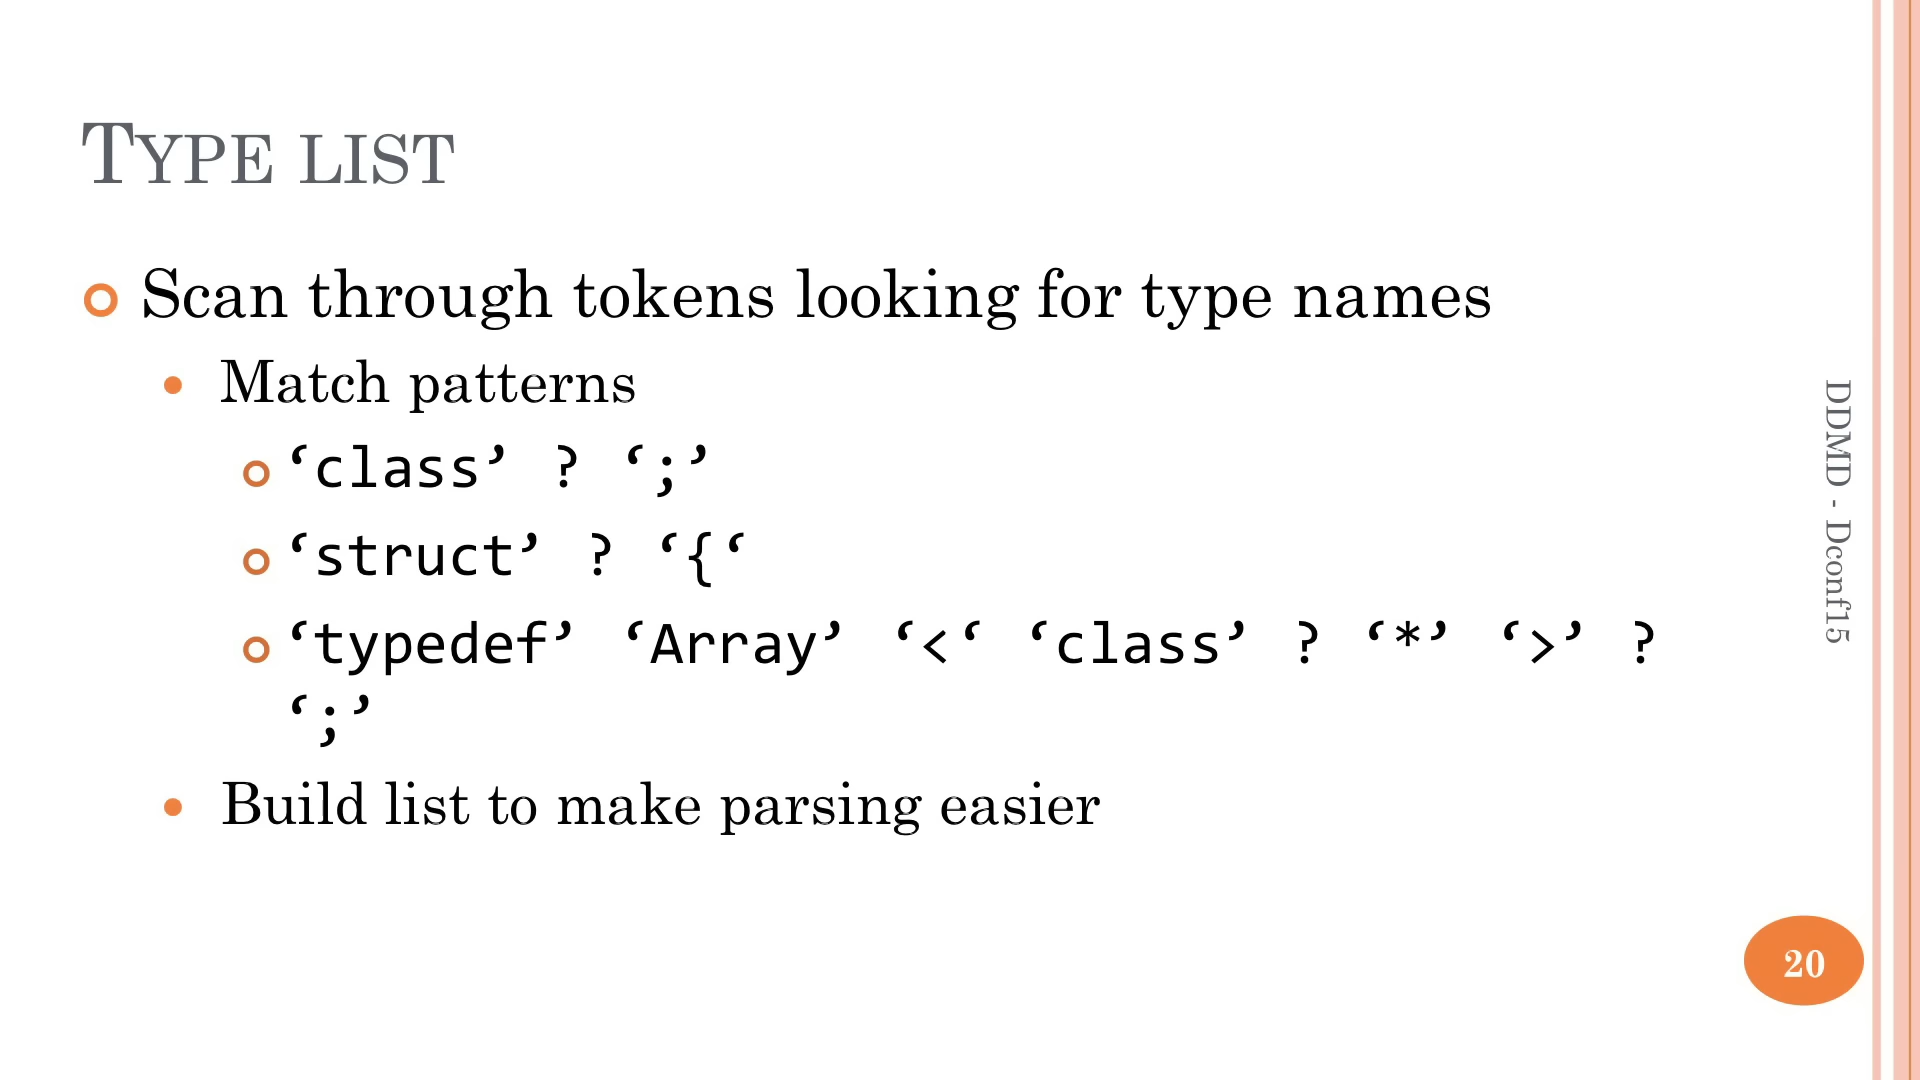 TYPE LIST
Scan through tokens looking for type names
Match patterns
‘class’ ? ‘;’
‘struct’ ? ‘{‘
‘typedef’ ‘Array’ ‘<‘ ‘class’ ? ‘*’ ‘>’ ?
‘;’
Build list to make parsing easier
DDMD - Dconf15
20